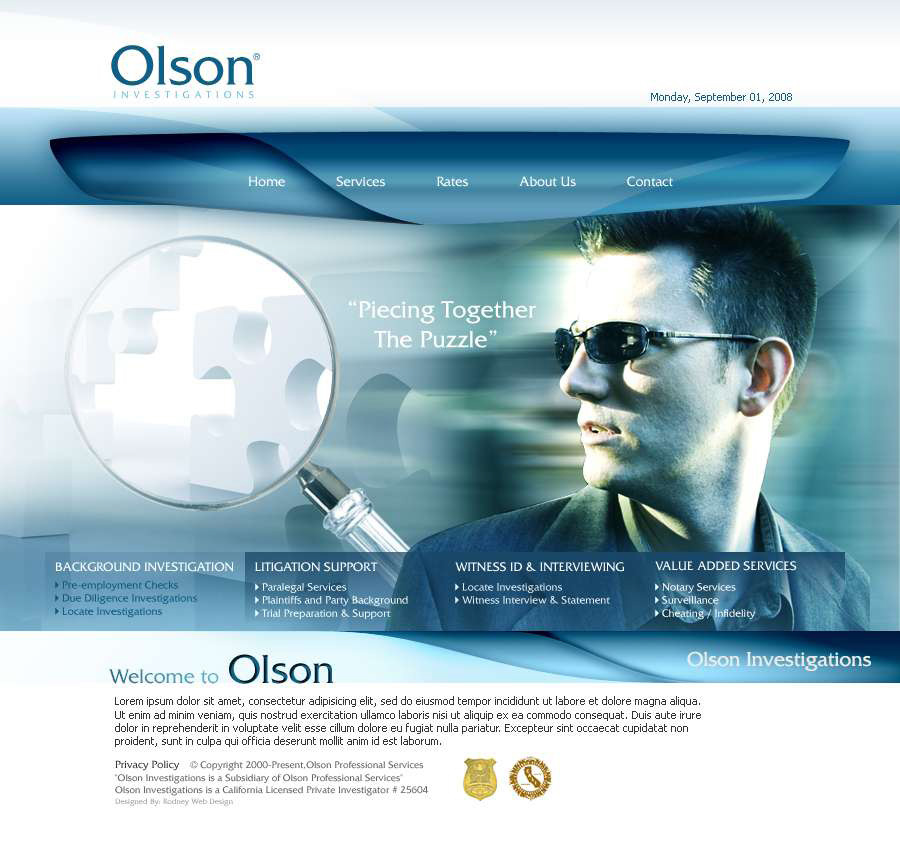 Olson®
INVESTIGATIONS
Monday, September 01, 2008
Home Services Rates About Us Contact
“Piecing Together
The Puzzle”
BACKGROUND INVESTIGATION
Pre-employment Checks
Due Diligence Investigations
Locate Investigations
LITIGATION SUPPORT
Paralegal Services
Plaintiffs and Party Background
Trial Preparation & Support
WITNESS ID & INTERVIEWING
Locate Investigations
Witness Interview & Statement
VALUE ADDED SERVICES
Notary Services
Surveillance
Cheating / Infidelity
Welcome to Olson
Olson Investigations
Lorem ipsum dolor sit amet, consectetur adipisicing elit, sed do eiusmod tempor incididunt ut labore et dolore magna aliqua.
Ut enim ad minim veniam, quis nostrud exercitation ullamco laboris nisi ut aliquip ex ea commodo consequat. Duis aute irure
dolor in reprehenderit in voluptate velit esse cillum dolore eu fugiat nulla pariatur. Excepteur sint occaecat cupidatat non
proident, sunt in culpa qui officia deserunt mollit anim id est laborum.
Privacy Policy © Copyright 2000-Present,Olson Professional Services
"Olson Investigations is a Subsidiary of Olson Professional Services"
Olson Investigations is a California Licensed Private Investigator # 25604
Designed By: Rodney Web Design